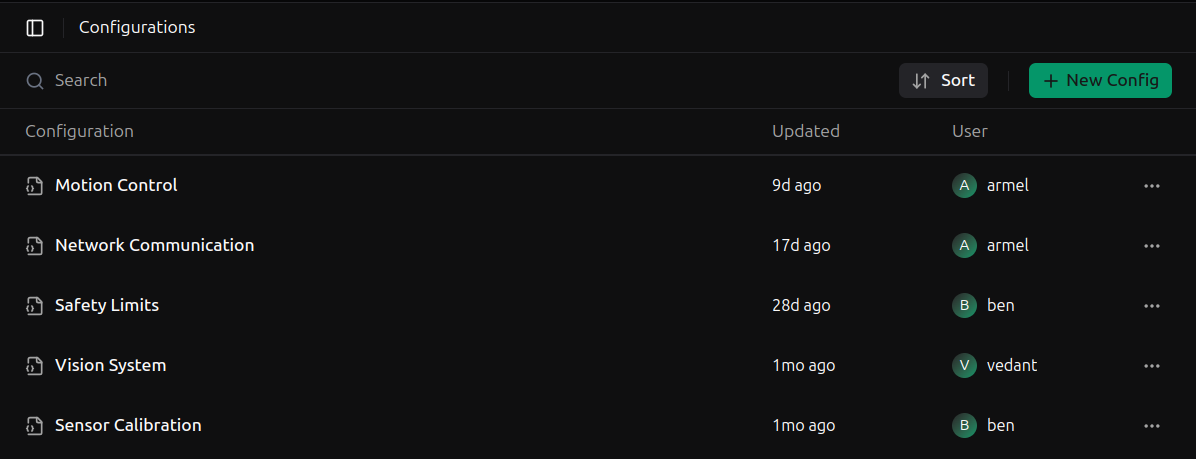 Configurations
Search Sort New Config
Configuration Updated User
Motion Control 9d ago A armel
Network Communication 17d ago A armel
Safety Limits 28d ago B ben
Vision System 1mo ago V vedant
Sensor Calibration 1mo ago B ben